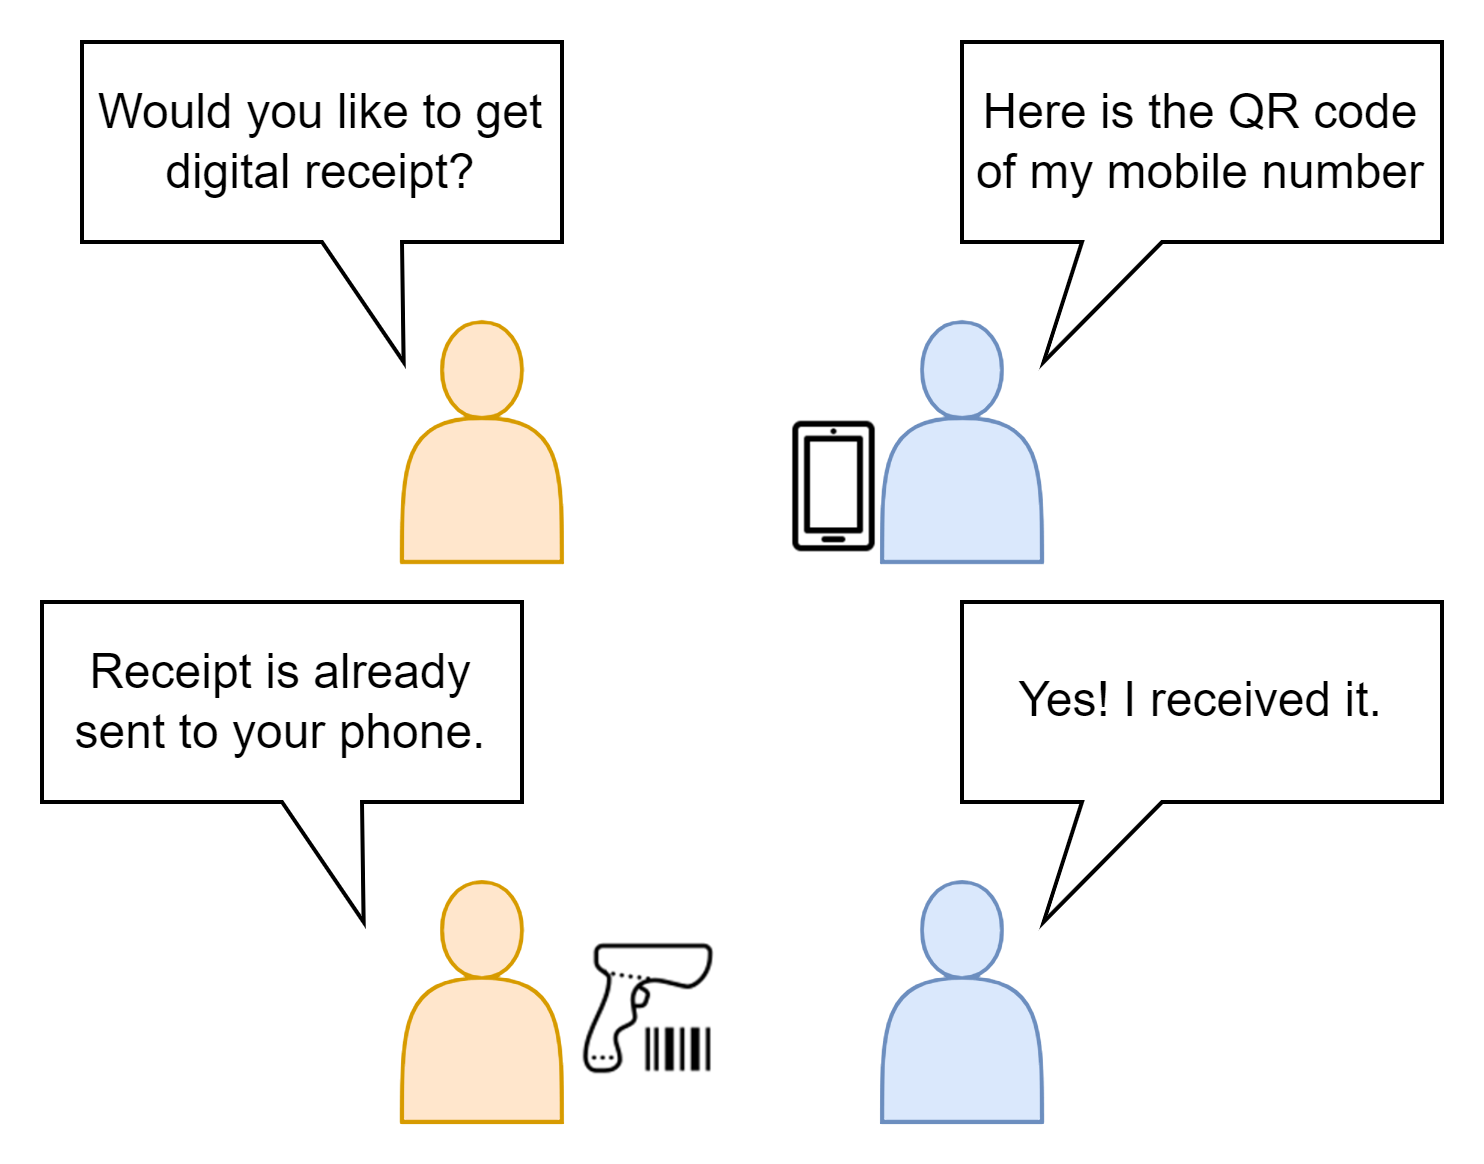 Would you like to get
digital receipt?
Here is the QR code
of my mobile number
Receipt is already
sent to your phone.
Yes! I received it.